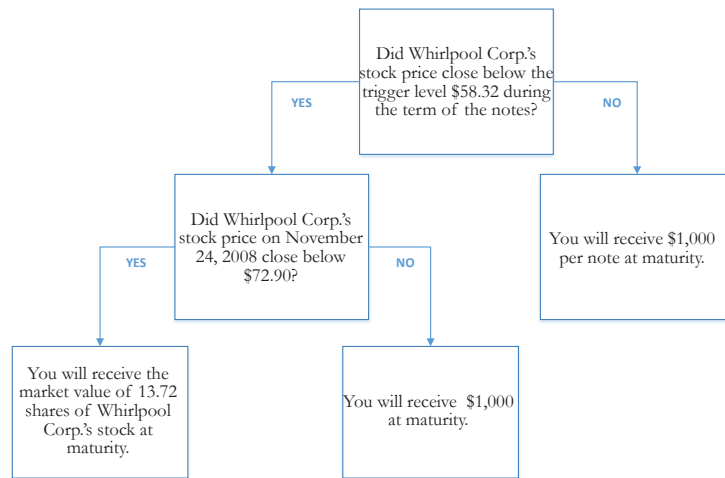 Did Whirlpool Corp.'s
stock price close below the
trigger level $58.32 during
the term of the notes?
YES
NO
Did Whirlpool Corp.'s
stock price on November
24, 2008 close below
$72.90?
You will receive $1,000
per note at maturity.
YES
NO
You will receive the
market value of 13.72
shares of Whirlpool
Corp.'s stock at
maturity.
You will receive $1,000
at maturity.